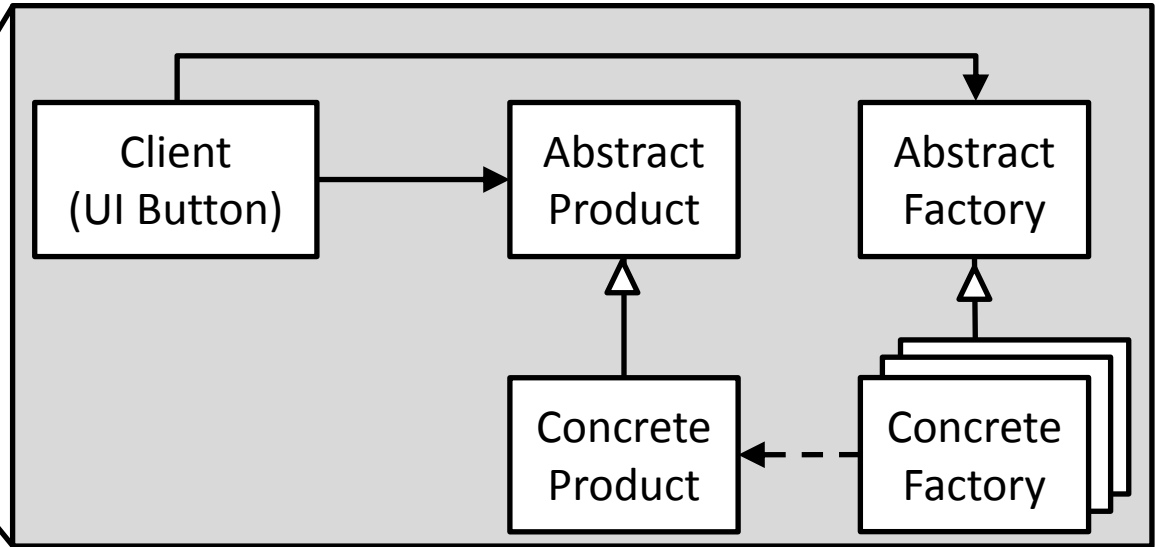 Client
(UI Button)
Abstract
Product
Abstract
Factory
Concrete
Product
Concrete
Factory